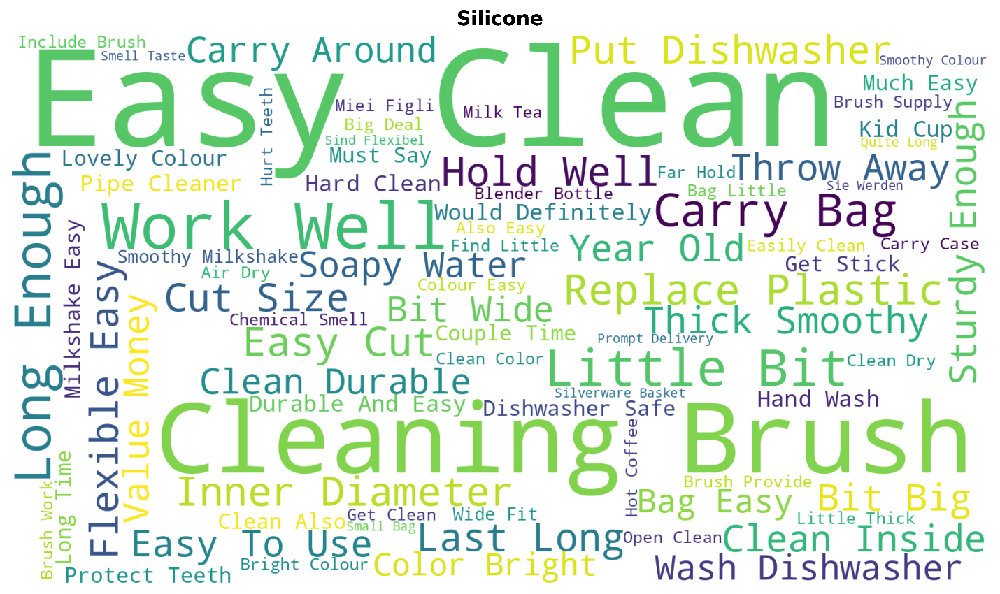 Silicone
Include Brush
Smell Taste
Carry Around
Put Dishwasher
Smoothy Colour
Easy Clean
Much Easy
Hurt Teeth
Miei Figli
Milk Tea
Brush Supply
Big Deal
Kid Cup
Sind Flexibel
Quite Long
Lovely Colour
Must Say
Hold Well
Far Hold
Throw Away
Sturdy Enough
Long Enough
Pipe Cleaner
Hard Clean
Blender Bottle
Bag Little
Sie Werden
Work Well
Would Definitely
Carry Bag
Milkshake Easy
Also Easy
Find Little
Year Old
Easily Clean
Carry Case
Smoothy Milkshake
Soapy Water
Get Stick
Air Dry
Flexible Easy
Value Money
Cut Size
Colour Easy
Replace Plastic
Bit Wide
Chemical Smell
Thick Smoothy
Easy Cut
Couple Time
Prompt Delivery
Clean Color
Little Bit
Clean Dry
Clean Durable
Silverware Basket
Durable And Easy
Dishwasher Safe
Hand Wash
Cleaning Brush
Hot Coffee
Long Time
Brush Work
Inner Diameter
Brush Provide
Bag Easy
Bit Big
Clean Also
Get Clean
Wide Fit
Small Bag
Little Thick
Easy To Use
Last Long
Open Clean
Clean Inside
Protect Teeth
Bright Colour
Color Bright
Wash Dishwasher